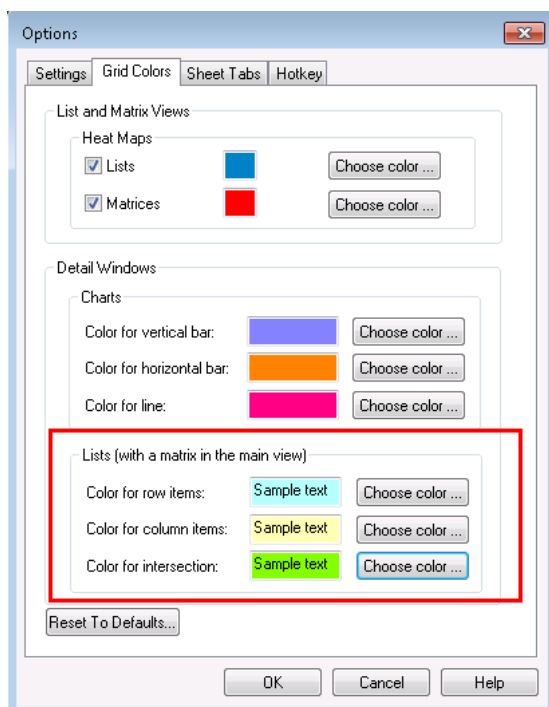 Options
Settings Grid Colors Sheet Tabs Hotkey
List and Matrix Views
Heat Maps
Lists Choose color ...
Matrices Choose color ...
Detail Windows
Charts
Color for vertical bar: Choose color ...
Color for horizontal bar: Choose color ...
Color for line: Choose color ...
Lists (with a matrix in the main view)
Color for row items: Sample text Choose color ...
Color for column items: Sample text Choose color ...
Color for intersection: Sample text Choose color ...
Reset To Defaults...
OK Cancel Help